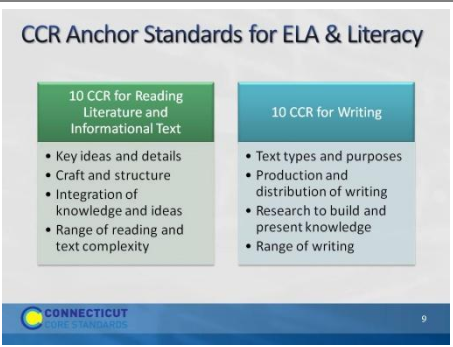 CCR Anchor Standards for ELA & Literacy
10 CCR for Reading
Literature and
Informational Text
• Key ideas and details
• Craft and structure
• Integration of
knowledge and ideas
• Range of reading and
text complexity
10 CCR for Writing
• Text types and purposes
• Production and
distribution of writing
• Research to build and
present knowledge
• Range of writing
CONNECTICUT
CORE STANDARDS
9